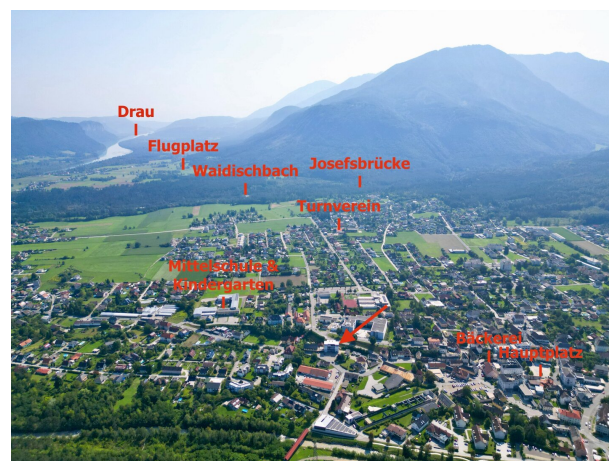 Drau
Flugplatz
Waidischbach
Josefsbrücke
Turnverein
Mittelschule &
Kindergarten
Bäckerei
Hauptplatz